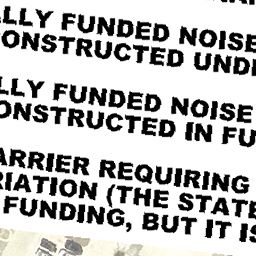 LLY FUNDED NOISE
ONSTRUCTED UND
LLY FUNDED NOISE
ONSTRUCTED IN FU
ARRIER REQUIRING
RIATION (THE STATE
FUNDING, BUT IT IS